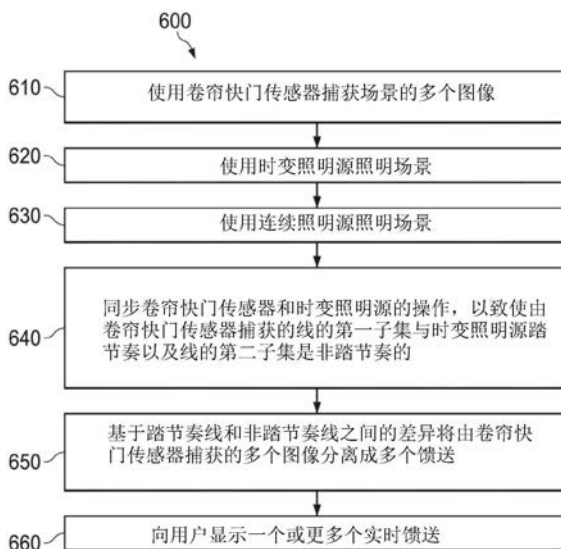 600
610
使用卷帘快门传感器捕获场景的多个图像
620
使用时变照明源照明场景
630
使用连续照明源照明场景
640
同步卷帘快门传感器和时变照明源的操作，以致使由
卷帘快门传感器捕获的线的第一子集与时变照明源踏
节奏以及线的第二子集是非踏节奏的
650
基于踏节奏线和非踏节奏线之间的差异将由卷帘快
门传感器捕获的多个图像分离成多个馈送
660
向用户显示一个或更多个实时馈送